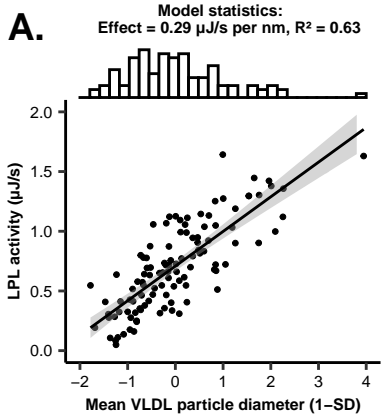 A.
Model statistics:
Effect = 0.29 µJ/s per nm, R² = 0.63
LPL activity (µJ/s)
2.0
1.5
1.0
0.5
0.0
−2 −1 0 1 2 3 4
Mean VLDL particle diameter (1−SD)